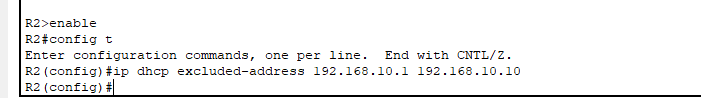 R2>enable
R2#config t
Enter configuration commands, one per line.  End with CNTL/Z.
R2(config)#ip dhcp excluded-address 192.168.10.1 192.168.10.10
R2(config)#